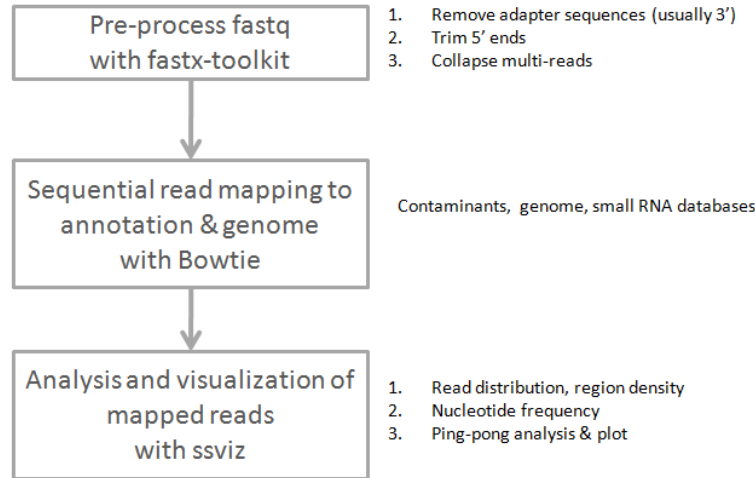 Pre-process fastq
with fastx-toolkit
1. Remove adapter sequences (usually 3')
2. Trim 5' ends
3. Collapse multi-reads
Sequential read mapping to
annotation & genome
with Bowtie
Contaminants, genome, small RNA databases
Analysis and visualization of
mapped reads
with ssviz
1. Read distribution, region density
2. Nucleotide frequency
3. Ping-pong analysis & plot